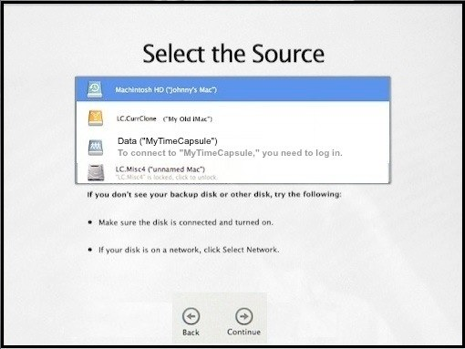 Select the Source
Machintosh HD ("Johnny's Mac")
LC.CurrClone ("My Old iMac")
Data ("MyTimeCapsule")
To connect to "MyTimeCapsule," you need to log in.
LC.Misc4 ("unnamed Mac")
"LC.Misc4" is locked, click to unlock.
If you don't see your backup disk or other disk, try the following:
• Make sure the disk is connected and turned on.
• If your disk is on a network, click Select Network.
Back Continue